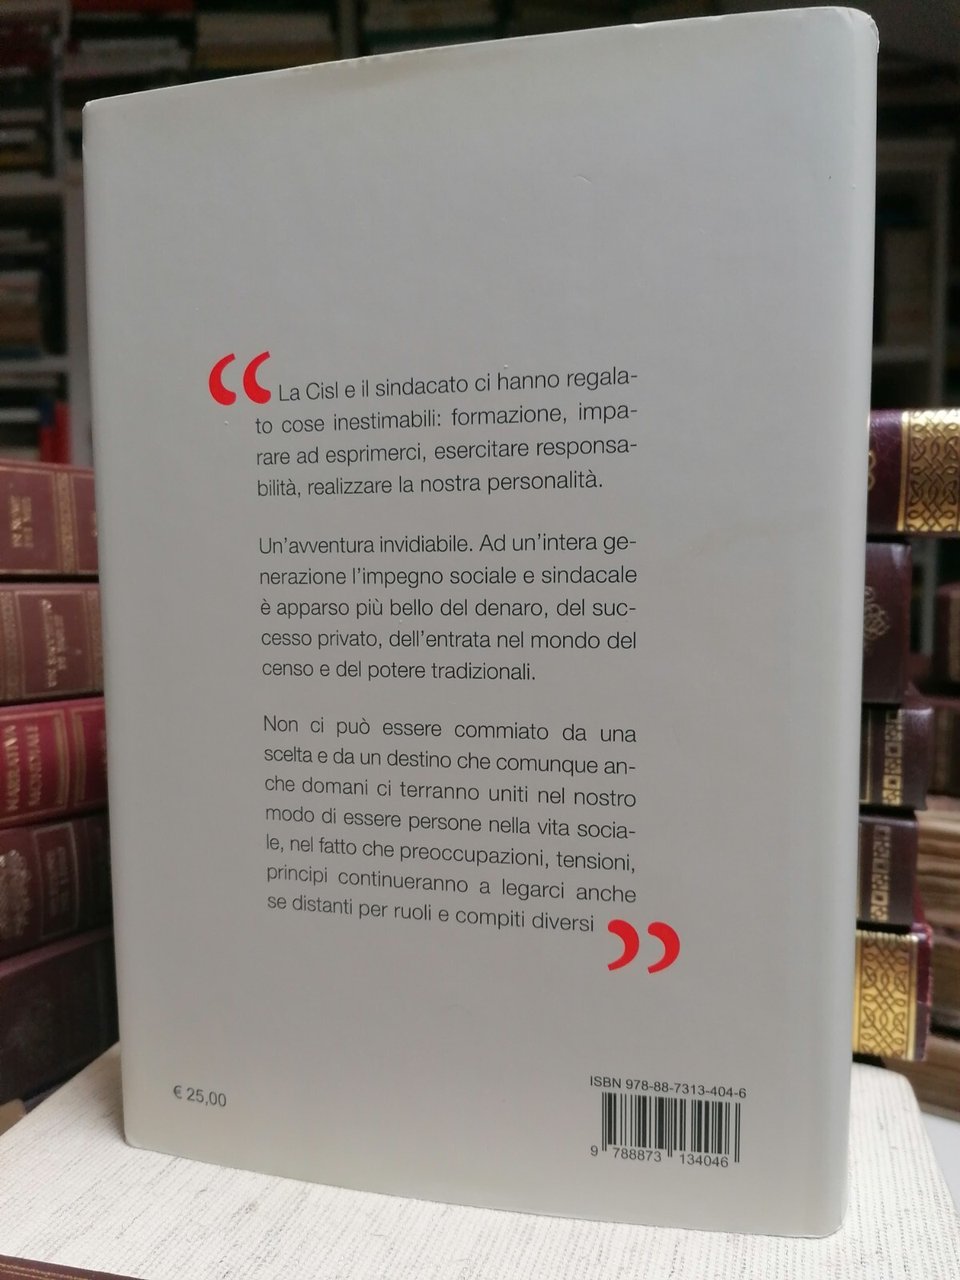 “ La Cisl e il sindacato ci hanno regala-
to cose inestimabili: formazione, impa-
rare ad esprimerci, esercitare responsa-
bilità, realizzare la nostra personalità.
Un'avventura invidiabile. Ad un'intera ge-
nerazione l'impegno sociale e sindacale
è apparso più bello del denaro, del suc-
cesso privato, dell'entrata nel mondo del
censo e del potere tradizionali.
Non ci può essere commiato da una
scelta e da un destino che comunque an-
che domani ci terranno uniti nel nostro
modo di essere persone nella vita socia-
le, nel fatto che preoccupazioni, tensioni,
principi continueranno a legarci anche
se distanti per ruoli e compiti diversi ”
€ 25,00
ISBN 978-88-7313-404-6
9 788873 134046
NARRATIVA
MONDIALE